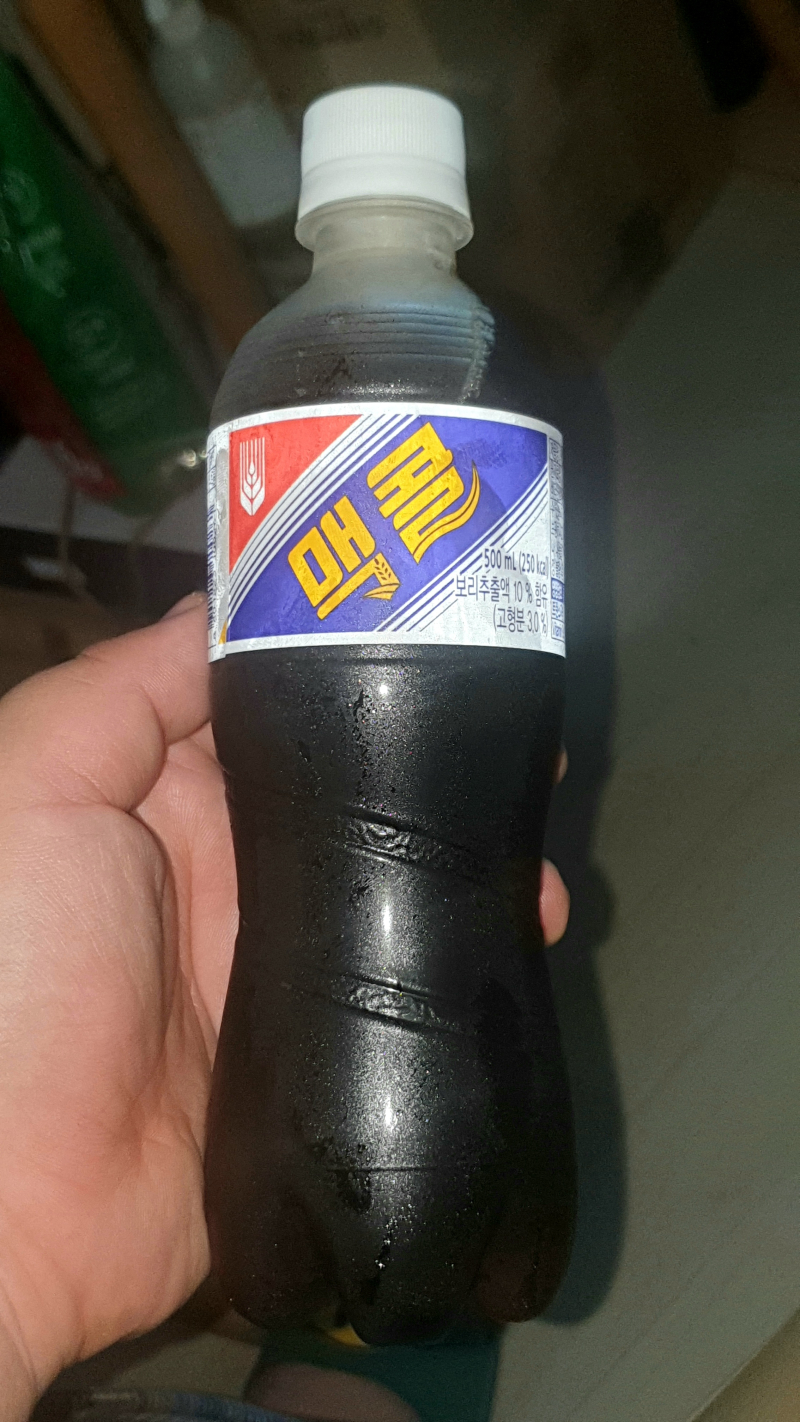 맥콜
500 mL (250 kcal)
보리추출액 10 % 함유
(고형분 3.0 %)